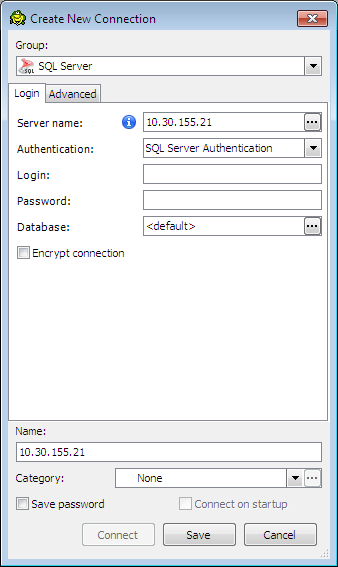 Create New Connection
Group:
SQL SQL Server
Login Advanced
Server name: i 10.30.155.21 ...
Authentication: SQL Server Authentication
Login:
Password:
Database: <default> ...
Encrypt connection
Name:
10.30.155.21
Category: None ...
Save password Connect on startup
Connect Save Cancel